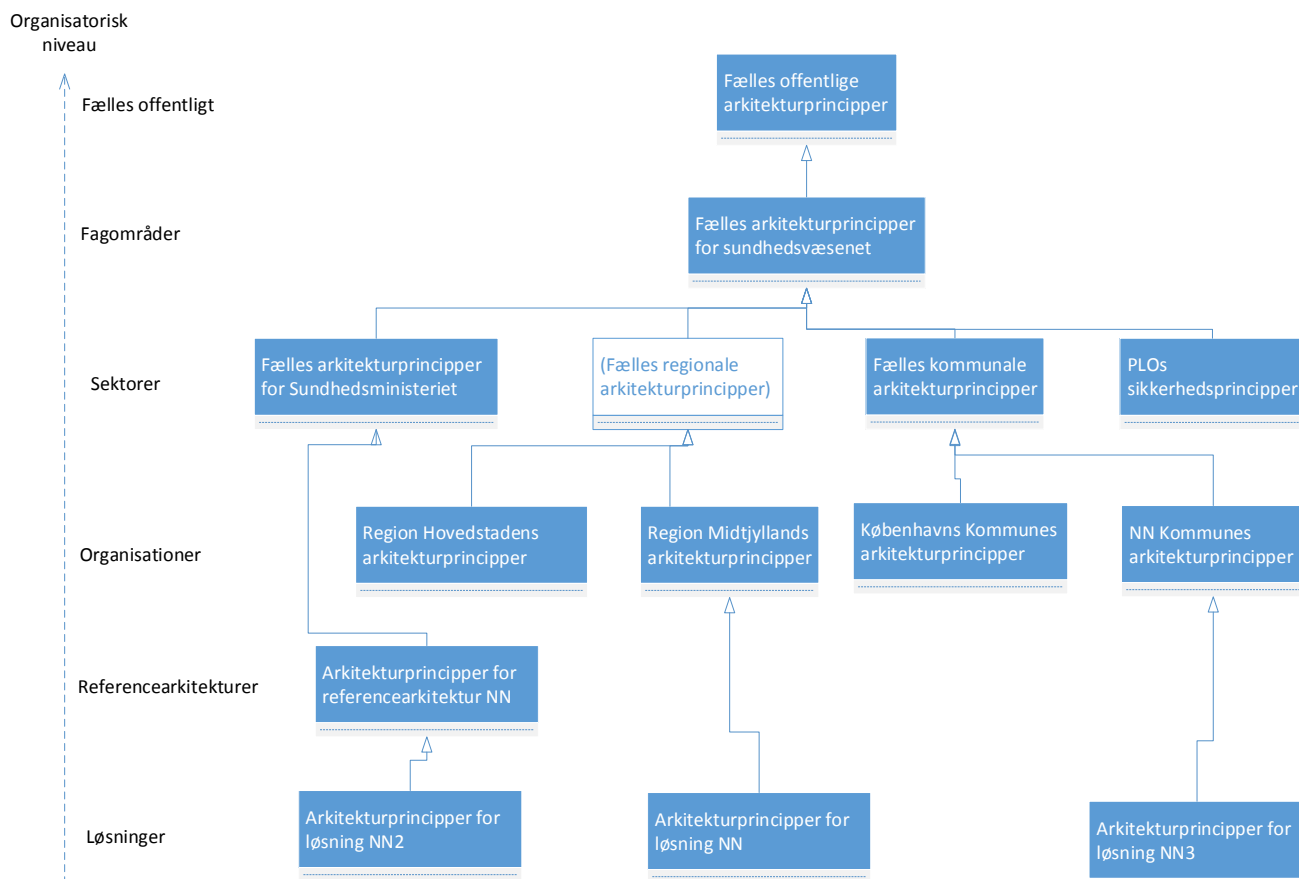 Organisatorisk
niveau
Fælles offentligt
Fælles offentlige
arkitekturprincipper
Fagområder
Fælles arkitekturprincipper
for sundhedsvæsenet
Sektorer
Fælles arkitekturprincipper
for Sundhedsministeriet
(Fælles regionale
arkitekturprincipper)
Fælles kommunale
arkitekturprincipper
PLOs
sikkerhedsprincipper
Organisationer
Region Hovedstadens
arkitekturprincipper
Region Midtjyllands
arkitekturprincipper
Københavns Kommunes
arkitekturprincipper
NN Kommunes
arkitekturprincipper
Referencearkitekturer
Arkitekturprincipper for
referencearkitektur NN
Løsninger
Arkitekturprincipper for
løsning NN2
Arkitekturprincipper for
løsning NN
Arkitekturprincipper for
løsning NN3